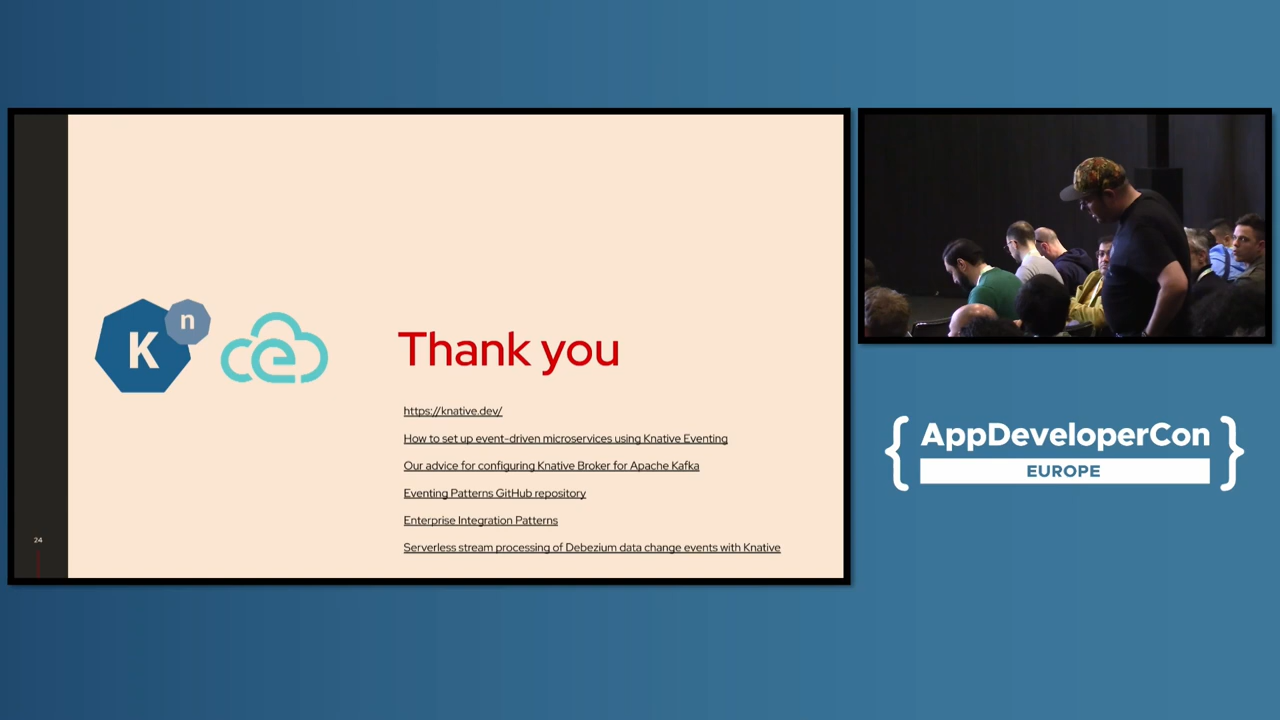 K
n
e
Thank you
https://knative.dev/
How to set up event-driven microservices using Knative Eventing
Our advice for configuring Knative Broker for Apache Kafka
Eventing Patterns GitHub repository
Enterprise Integration Patterns
Serverless stream processing of Debezium data change events with Knative
24
{ AppDeveloperCon }
EUROPE